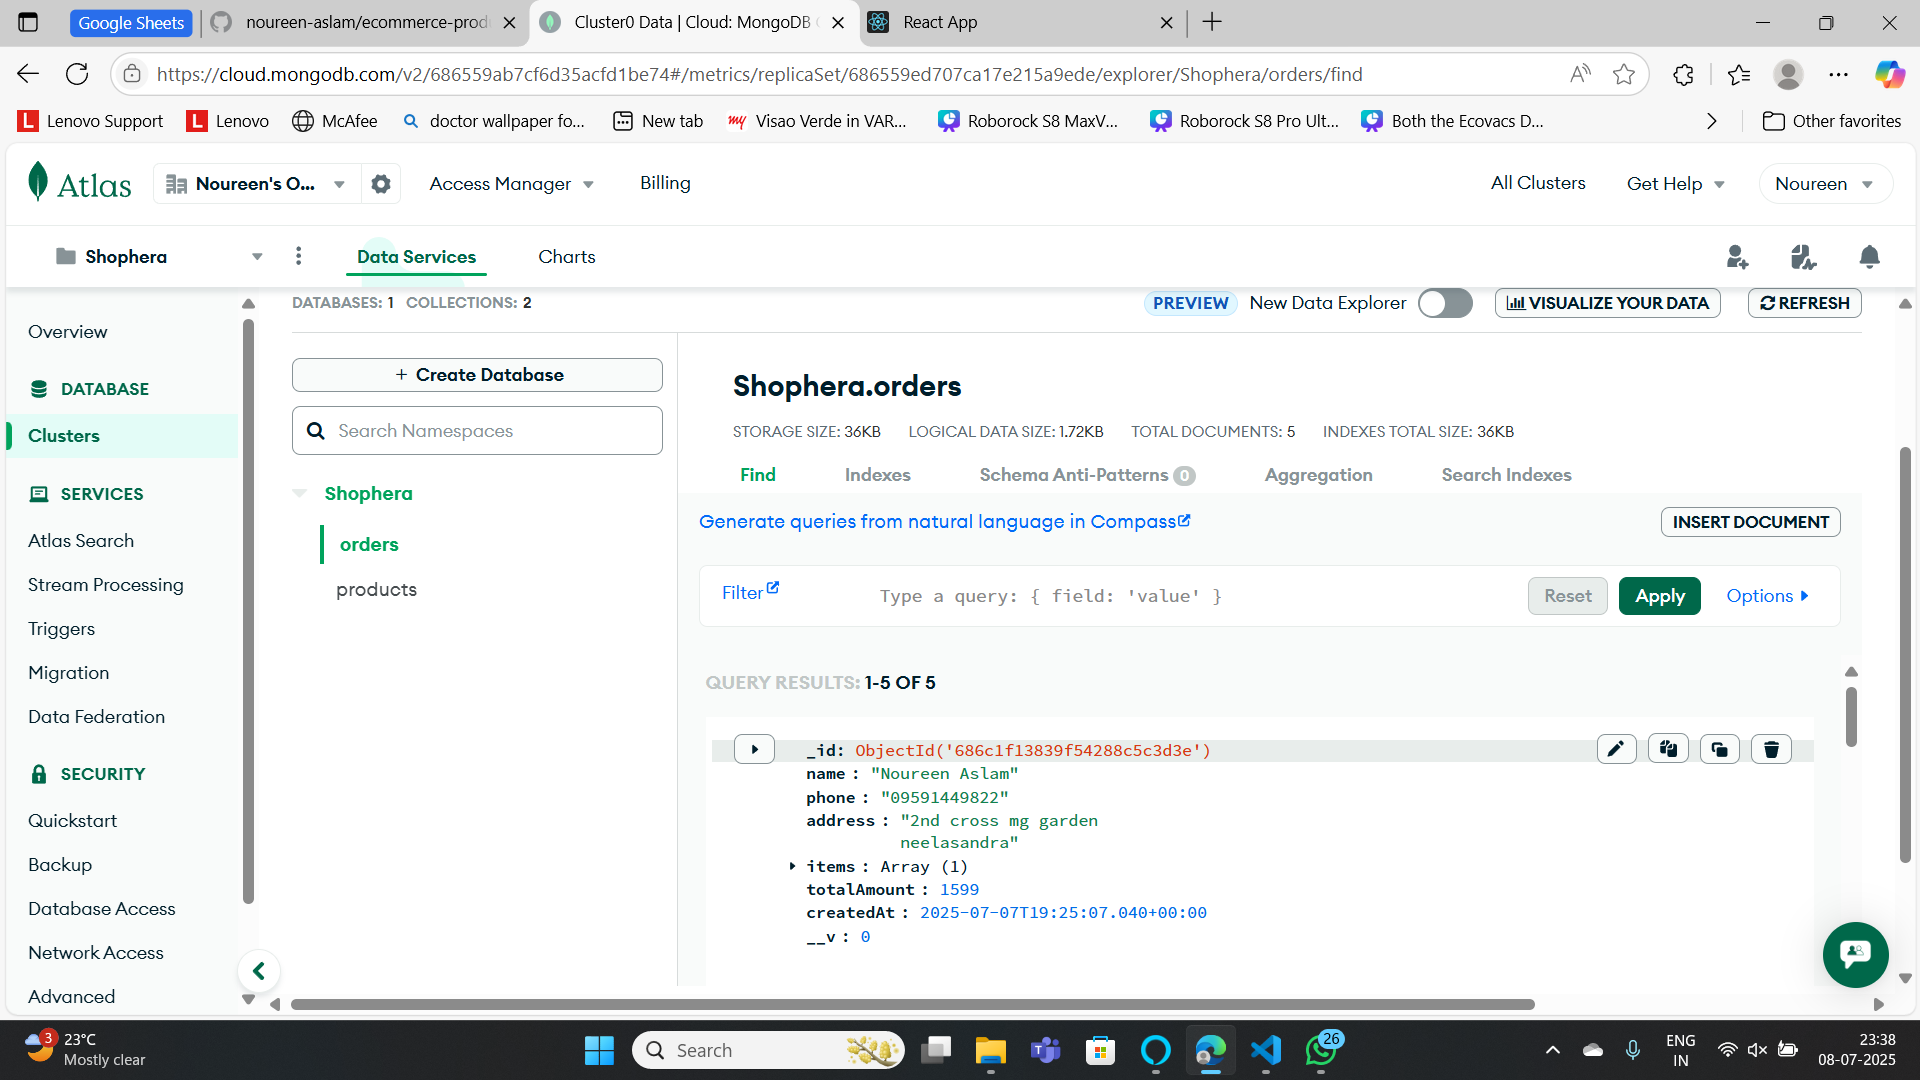 Google Sheets
noureen-aslam/ecommerce-prod
Cluster0 Data | Cloud: MongoDB
React App
https://cloud.mongodb.com/v2/686559ab7cf6d35acfd1be74#/metrics/replicaSet/686559ed707ca17e215a9ede/explorer/Shophera/orders/find
Lenovo Support
Lenovo
McAfee
doctor wallpaper fo...
New tab
Visao Verde in VAR...
Roborock S8 MaxV...
Roborock S8 Pro Ult...
Both the Ecovacs D...
Other favorites
Atlas
Noureen's O...
Access Manager
Billing
All Clusters
Get Help
Noureen
Shophera
Data Services
Charts
DATABASES: 1 COLLECTIONS: 2
PREVIEW New Data Explorer
VISUALIZE YOUR DATA
REFRESH
Overview
DATABASE
Clusters
SERVICES
Atlas Search
Stream Processing
Triggers
Migration
Data Federation
SECURITY
Quickstart
Backup
Database Access
Network Access
Advanced
+ Create Database
Search Namespaces
Shophera
orders
products
Shophera.orders
STORAGE SIZE: 36KB LOGICAL DATA SIZE: 1.72KB TOTAL DOCUMENTS: 5 INDEXES TOTAL SIZE: 36KB
Find Indexes Schema Anti-Patterns 0 Aggregation Search Indexes
Generate queries from natural language in Compass
INSERT DOCUMENT
Filter
Type a query: { field: 'value' }
Reset
Apply
Options
QUERY RESULTS: 1-5 OF 5
_id: ObjectId('686c1f13839f54288c5c3d3e')
name : "Noureen Aslam"
phone : "09591449822"
address : "2nd cross mg garden
neelasandra"
items : Array (1)
totalAmount : 1599
createdAt : 2025-07-07T19:25:07.040+00:00
__v : 0
3
23°C
Mostly clear
Search
26
ENG
IN
23:38
08-07-2025